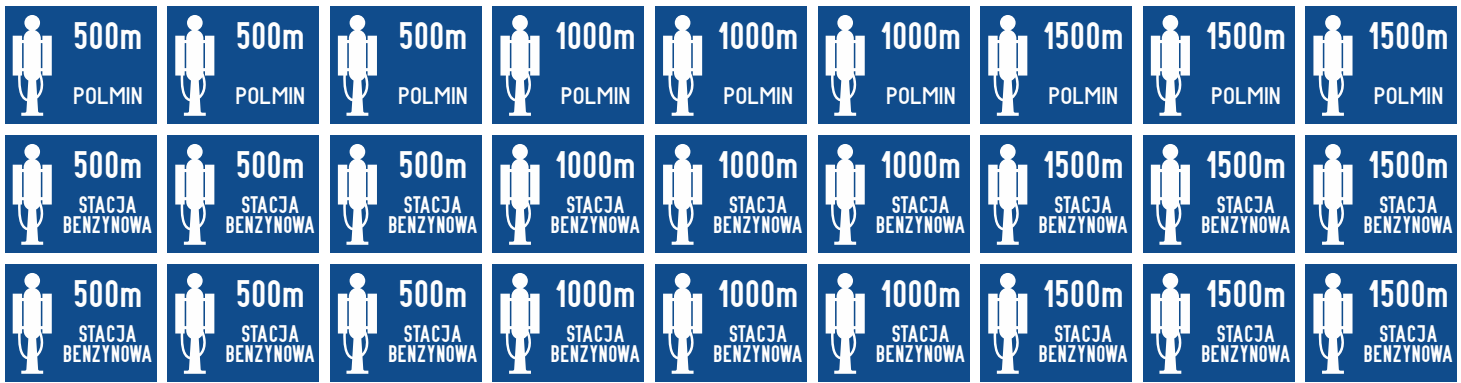 500m 500m 500m 1000m 1000m 1000m 1500m 1500m 1500m
POLMIN POLMIN POLMIN POLMIN POLMIN POLMIN POLMIN POLMIN POLMIN
500m 500m 500m 1000m 1000m 1000m 1500m 1500m 1500m
STACJA STACJA STACJA STACJA STACJA STACJA STACJA STACJA STACJA
BENZYNOWA BENZYNOWA BENZYNOWA BENZYNOWA BENZYNOWA BENZYNOWA BENZYNOWA BENZYNOWA BENZYNOWA
500m 500m 500m 1000m 1000m 1000m 1500m 1500m 1500m
STACJA STACJA STACJA STACJA STACJA STACJA STACJA STACJA STACJA
BENZYNOWA BENZYNOWA BENZYNOWA BENZYNOWA BENZYNOWA BENZYNOWA BENZYNOWA BENZYNOWA BENZYNOWA